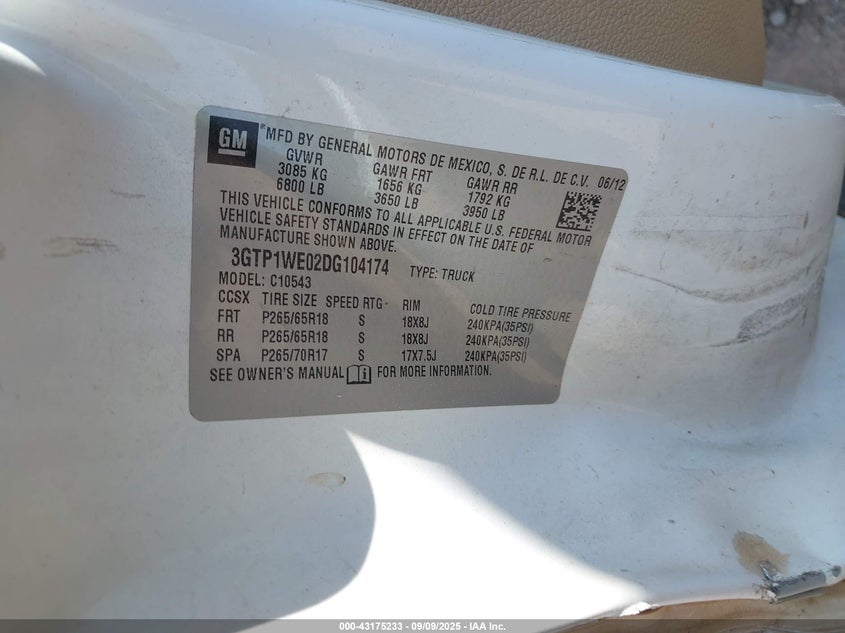 GM
MFD BY GENERAL MOTORS DE MEXICO, S. DE R.L. DE C.V. 06/12
GVWR GAWR FRT GAWR RR
3085 KG 1656 KG 1792 KG
6800 LB 3650 LB 3950 LB
THIS VEHICLE CONFORMS TO ALL APPLICABLE U.S. FEDERAL MOTOR
VEHICLE SAFETY STANDARDS IN EFFECT ON THE DATE OF
MANUFACTURE SHOWN ABOVE.
3GTP1WE02DG104174 TYPE: TRUCK
MODEL: C10543
CCSX TIRE SIZE SPEED RTG RIM COLD TIRE PRESSURE
FRT P265/65R18 S 18X8J 240KPA(35PSI)
RR P265/65R18 S 18X8J 240KPA(35PSI)
SPA P265/70R17 S 17X7.5J 240KPA(35PSI)
SEE OWNER'S MANUAL FOR MORE INFORMATION.
000-43175233 - 09/09/2025 - IAA Inc.